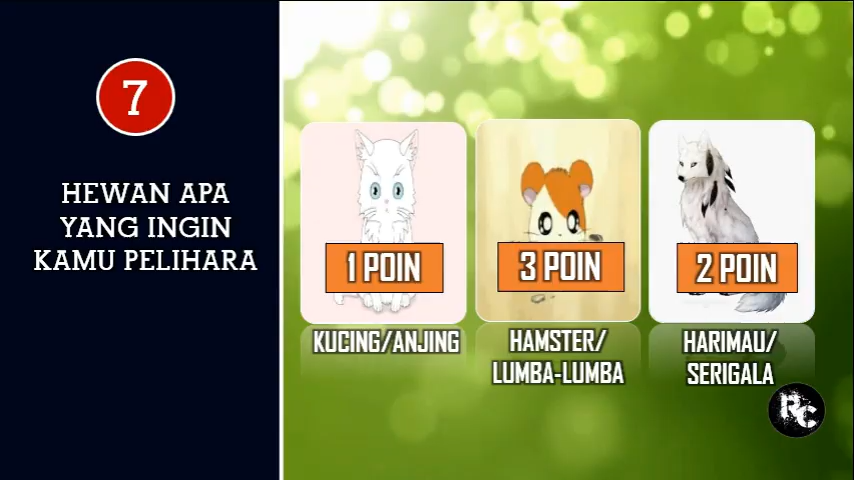 7
HEWAN APA
YANG INGIN
KAMU PELIHARA
1 POIN
3 POIN
2 POIN
KUCING/ANJING
HAMSTER/
LUMBA-LUMBA
HARIMAU/
SERIGALA
RC